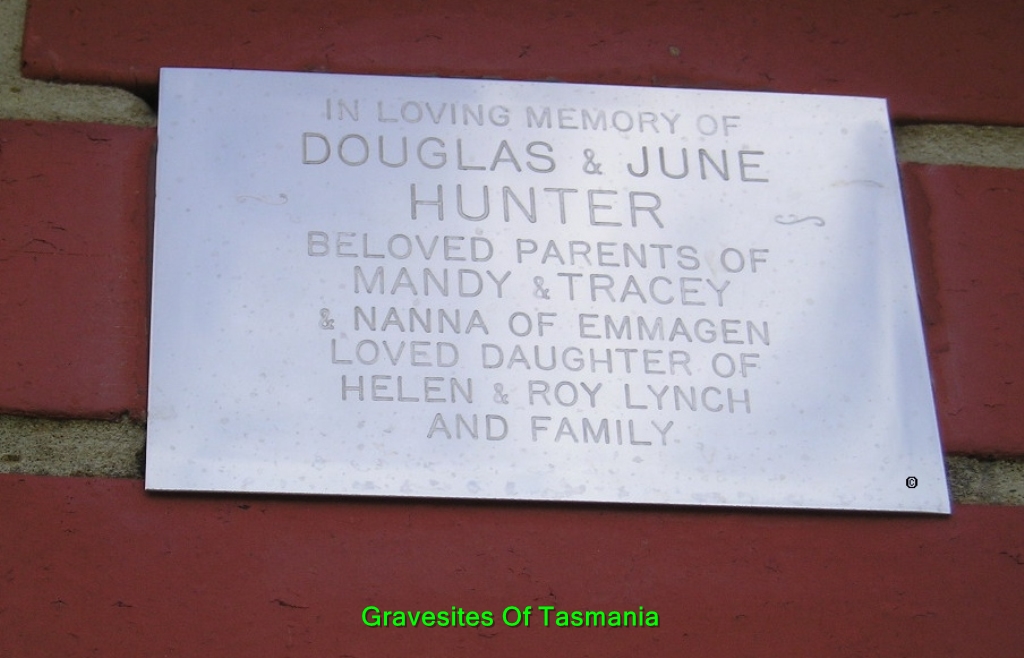 IN LOVING MEMORY OF
DOUGLAS & JUNE
HUNTER
BELOVED PARENTS OF
MANDY & TRACEY
& NANNA OF EMMAGEN
LOVED DAUGHTER OF
HELEN & ROY LYNCH
AND FAMILY
©
Gravesites Of Tasmania